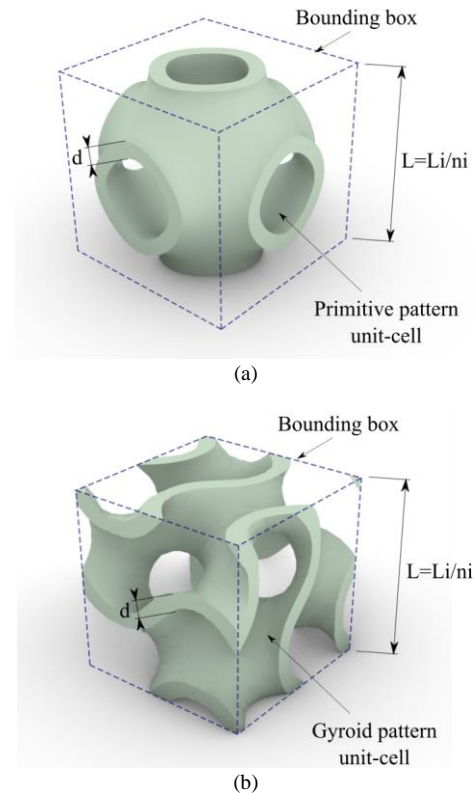 Bounding box
d
L=Li/ni
Primitive pattern
unit-cell
(a)
Bounding box
d
L=Li/ni
Gyroid pattern
unit-cell
(b)